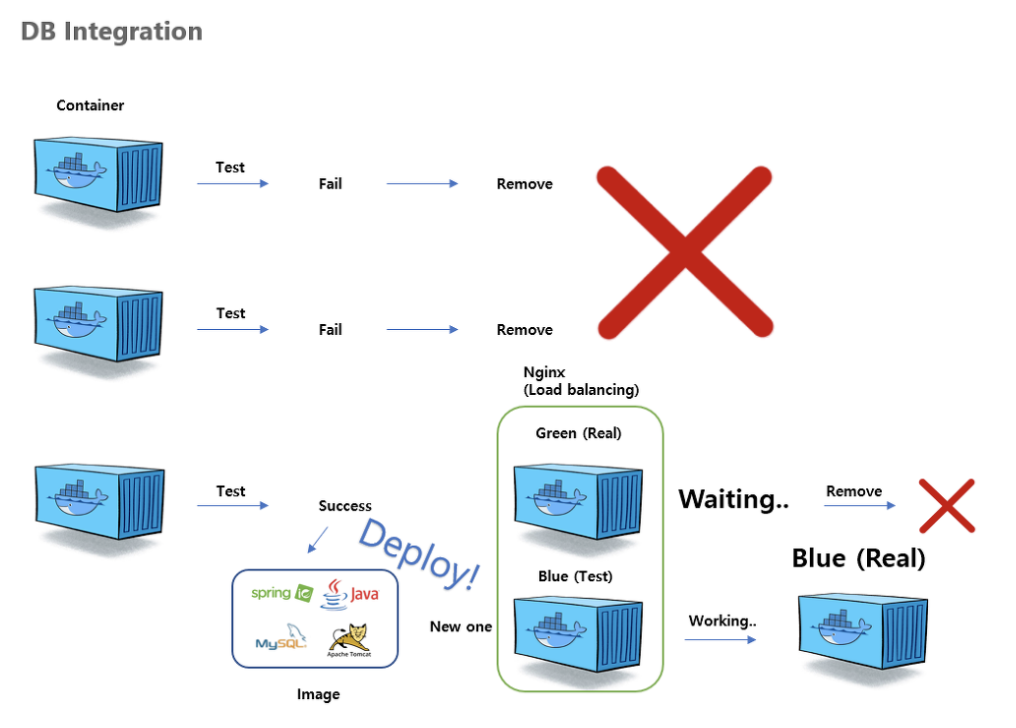 DB Integration
Container
Test
Fail
Remove
Test
Fail
Remove
Nginx
(Load balancing)
Green (Real)
Test
Success
Waiting..
Remove
Deploy!
Blue (Real)
Blue (Test)
spring
Java
New one
Working..
MySQL
Apache Tomcat
Image